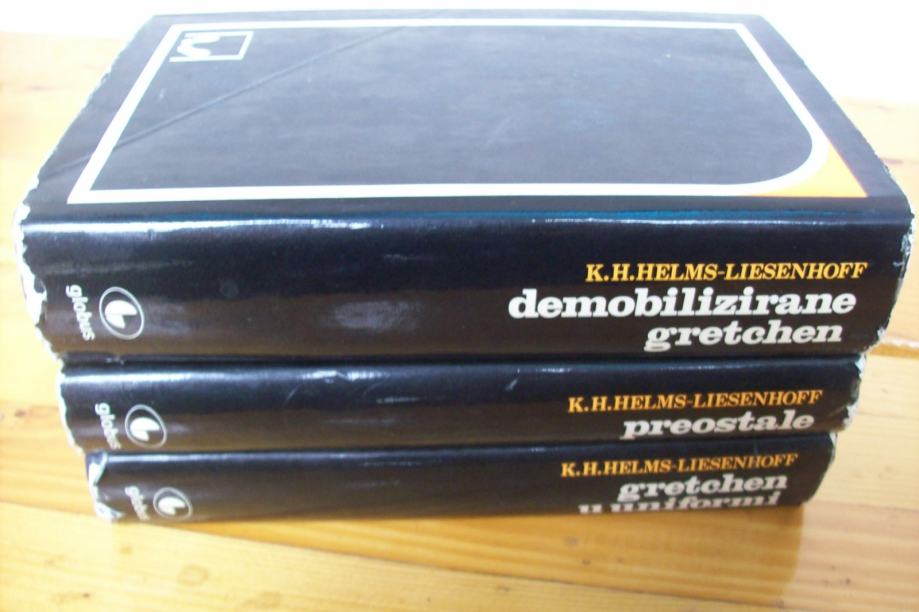 K.H.HELMS-LIESENHOFF
demobilizirane
gretchen
globus
K.H.HELMS-LIESENHOFF
preostale
globus
K.H.HELMS-LIESENHOFF
gretchen
u uniformi
globus